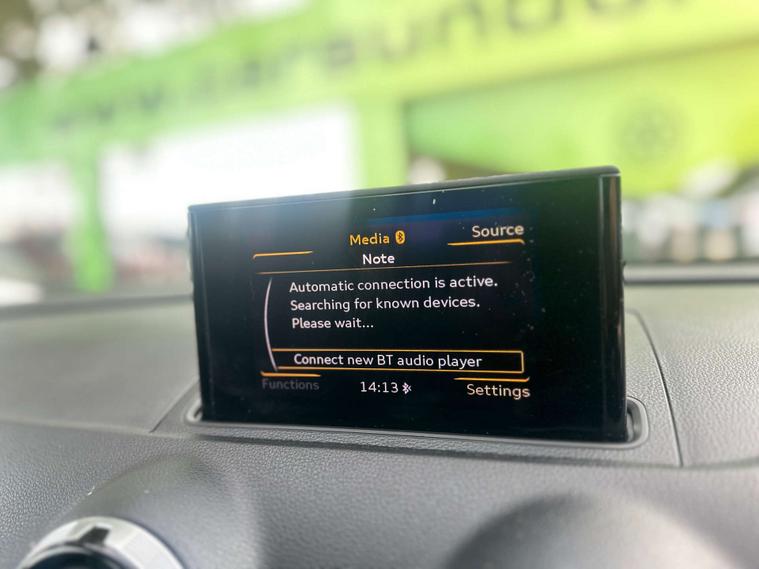 Media
Source
Note
Automatic connection is active.
Searching for known devices.
Please wait...
Connect new BT audio player
Functions
14:13
Settings